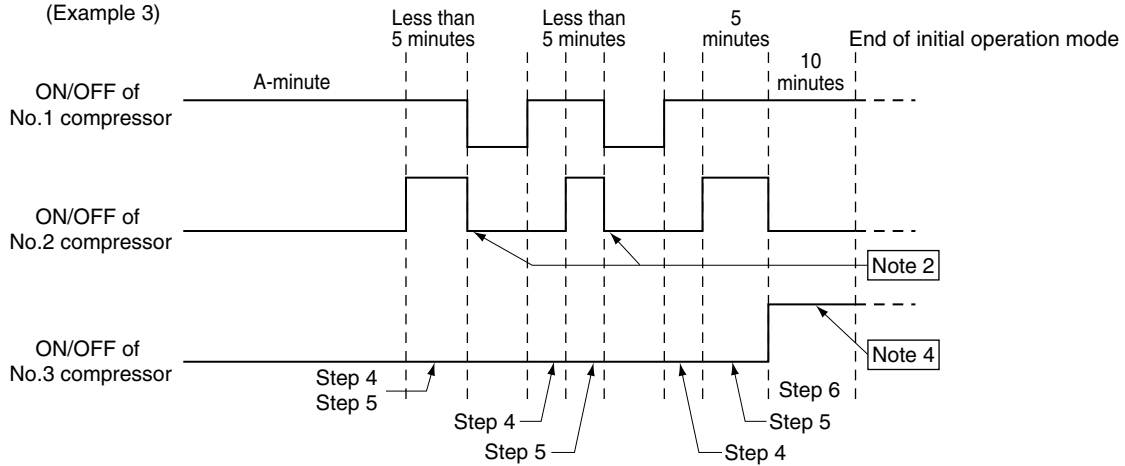 (Example 3)
Less than
5 minutes
Less than
5 minutes
5
minutes
End of initial operation mode
10
minutes
A-minute
ON/OFF of
No.1 compressor
ON/OFF of
No.2 compressor
Note 2
ON/OFF of
No.3 compressor
Note 4
Step 4
Step 5
Step 4
Step 5
Step 6
Step 5
Step 4